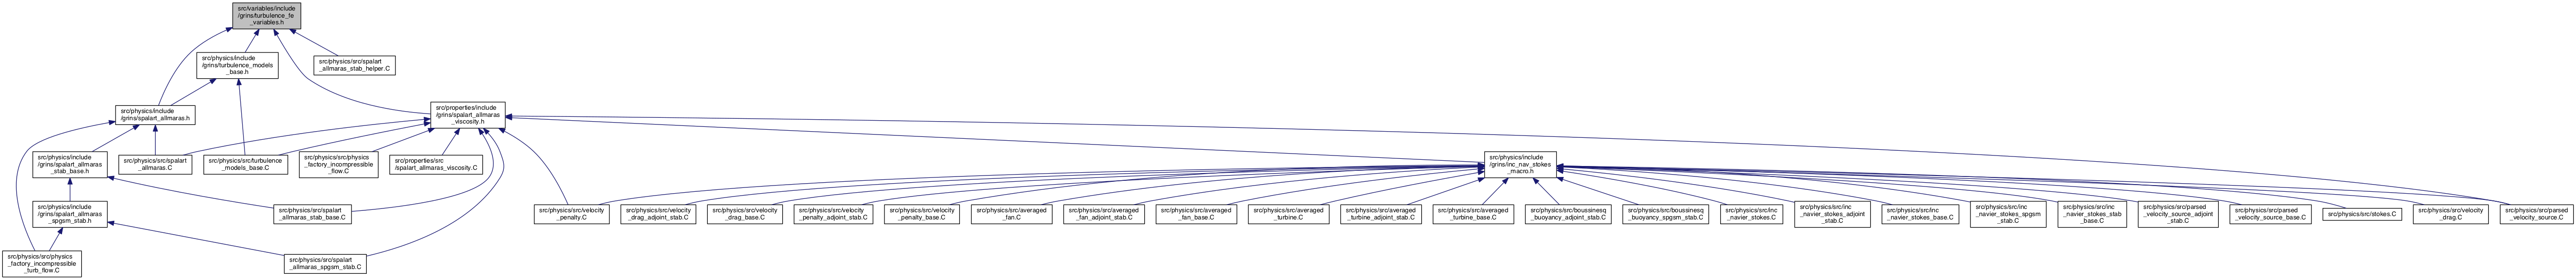 src/variables/include
/grins/turbulence_fe
_variables.h
src/physics/include
/grins/turbulence_models
_base.h
src/physics/src/spalart
_allmaras_stab_helper.C
src/physics/include
/grins/spalart_allmaras.h
src/properties/include
/grins/spalart_allmaras
_viscosity.h
src/physics/include
/grins/spalart_allmaras
_stab_base.h
src/physics/src/spalart
_allmaras.C
src/physics/src/turbulence
_models_base.C
src/physics/src/physics
_factory_incompressible
_flow.C
src/properties/src
/spalart_allmaras_viscosity.C
src/physics/include
/grins/inc_nav_stokes
_macro.h
src/physics/include
/grins/spalart_allmaras
_spgsm_stab.h
src/physics/src/spalart
_allmaras_stab_base.C
src/physics/src/velocity
_penalty.C
src/physics/src/velocity
_drag_adjoint_stab.C
src/physics/src/velocity
_drag_base.C
src/physics/src/velocity
_penalty_adjoint_stab.C
src/physics/src/velocity
_penalty_base.C
src/physics/src/averaged
_fan.C
src/physics/src/averaged
_fan_adjoint_stab.C
src/physics/src/averaged
_fan_base.C
src/physics/src/averaged
_turbine.C
src/physics/src/averaged
_turbine_adjoint_stab.C
src/physics/src/averaged
_turbine_base.C
src/physics/src/boussinesq
_buoyancy_adjoint_stab.C
src/physics/src/boussinesq
_buoyancy_spgsm_stab.C
src/physics/src/inc
_navier_stokes.C
src/physics/src/inc
_navier_stokes_adjoint
_stab.C
src/physics/src/inc
_navier_stokes_base.C
src/physics/src/inc
_navier_stokes_spgsm
_stab.C
src/physics/src/inc
_navier_stokes_stab
_base.C
src/physics/src/parsed
_velocity_source_adjoint
_stab.C
src/physics/src/parsed
_velocity_source_base.C
src/physics/src/stokes.C
src/physics/src/velocity
_drag.C
src/physics/src/parsed
_velocity_source.C
src/physics/src/physics
_factory_incompressible
_turb_flow.C
src/physics/src/spalart
_allmaras_spgsm_stab.C